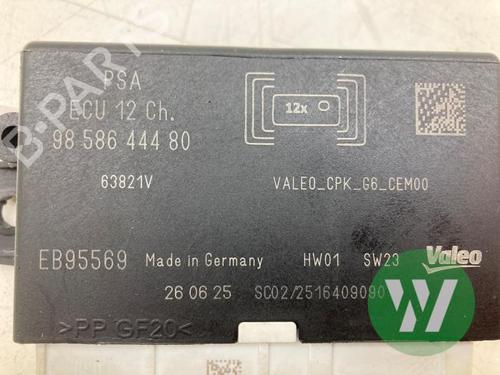 PSA
ECU 12 Ch.
98 586 444 80
12x
63821V
VALEO_CPK_G6_CEM00
EB95569 Made in Germany HW01 SW23 Valeo
26 06 25 SC02/2516409090
>PP GF20<
B-PARTS
W